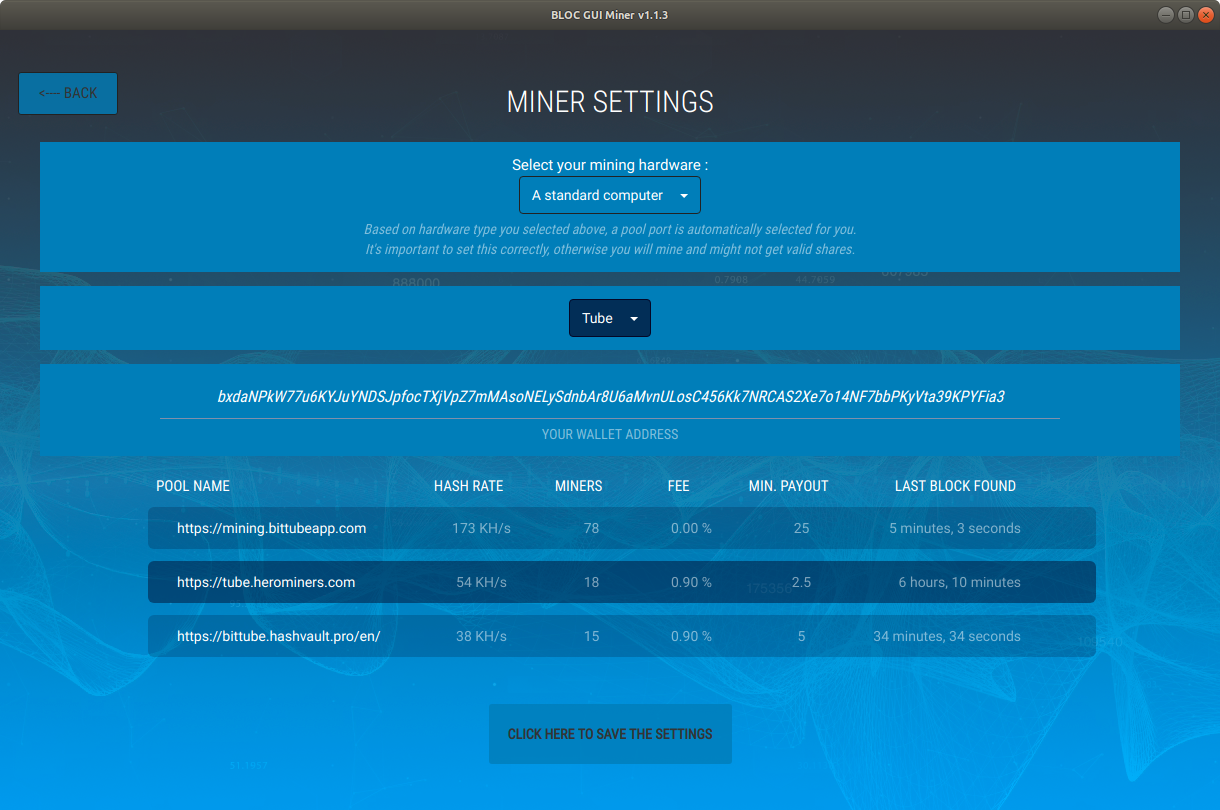 BLOC GUI Miner v1.1.3
<--- BACK
MINER SETTINGS
Select your mining hardware :
A standard computer
Based on hardware type you selected above, a pool port is automatically selected for you.
It's important to set this correctly, otherwise you will mine and might not get valid shares.
888000
0.7908 44.7659
Tube
bxdaNPkW77u6KYJuYNDSJpfocTXjVpZ7mMAsoNELySdnbAr8U6aMvnULosC456Kk7NRCAS2Xe7o14NF7bbPKyVta39KPYFia3
YOUR WALLET ADDRESS
POOL NAME HASH RATE MINERS FEE MIN. PAYOUT LAST BLOCK FOUND
https://mining.bittubeapp.com 173 KH/s 78 0.00 % 25 5 minutes, 3 seconds
https://tube.herominers.com 54 KH/s 18 0.90 % 2.5 6 hours, 10 minutes
https://bittube.hashvault.pro/en/ 38 KH/s 15 0.90 % 5 34 minutes, 34 seconds
CLICK HERE TO SAVE THE SETTINGS